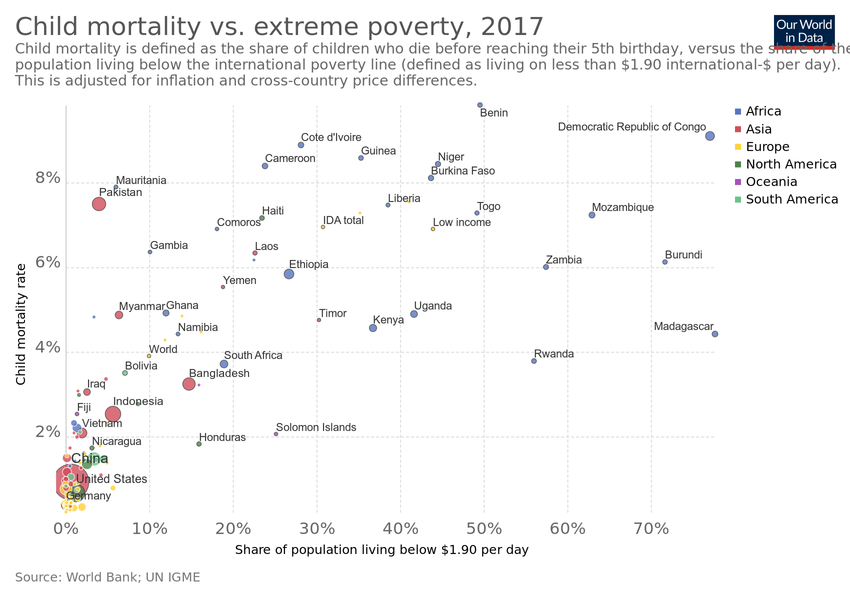 Child mortality vs. extreme poverty, 2017
Our World
in Data
Child mortality is defined as the share of children who die before reaching their 5th birthday, versus the share of the
population living below the international poverty line (defined as living on less than $1.90 international-$ per day).
This is adjusted for inflation and cross-country price differences.
Benin
Africa
Democratic Republic of Congo
Asia
Cote d'Ivoire
Europe
Guinea
Cameroon
Niger
North America
Burkina Faso
8%
Mauritania
Oceania
Pakistan
Liberia
South America
Togo
Mozambique
Haiti
Comoros
IDA total
Low income
Gambia
Laos
Zambia
Burundi
6%
Ethiopia
Yemen
Myanmar
Ghana
Timor
Kenya
Uganda
Namibia
Madagascar
Child mortality rate
4%
World
South Africa
Rwanda
Bolivia
Bangladesh
Iraq
Fiji
Indonesia
Vietnam
2%
Nicaragua
Honduras
Solomon Islands
China
United States
Germany
0%
10%
20%
30%
40%
50%
60%
70%
Share of population living below $1.90 per day
Source: World Bank; UN IGME